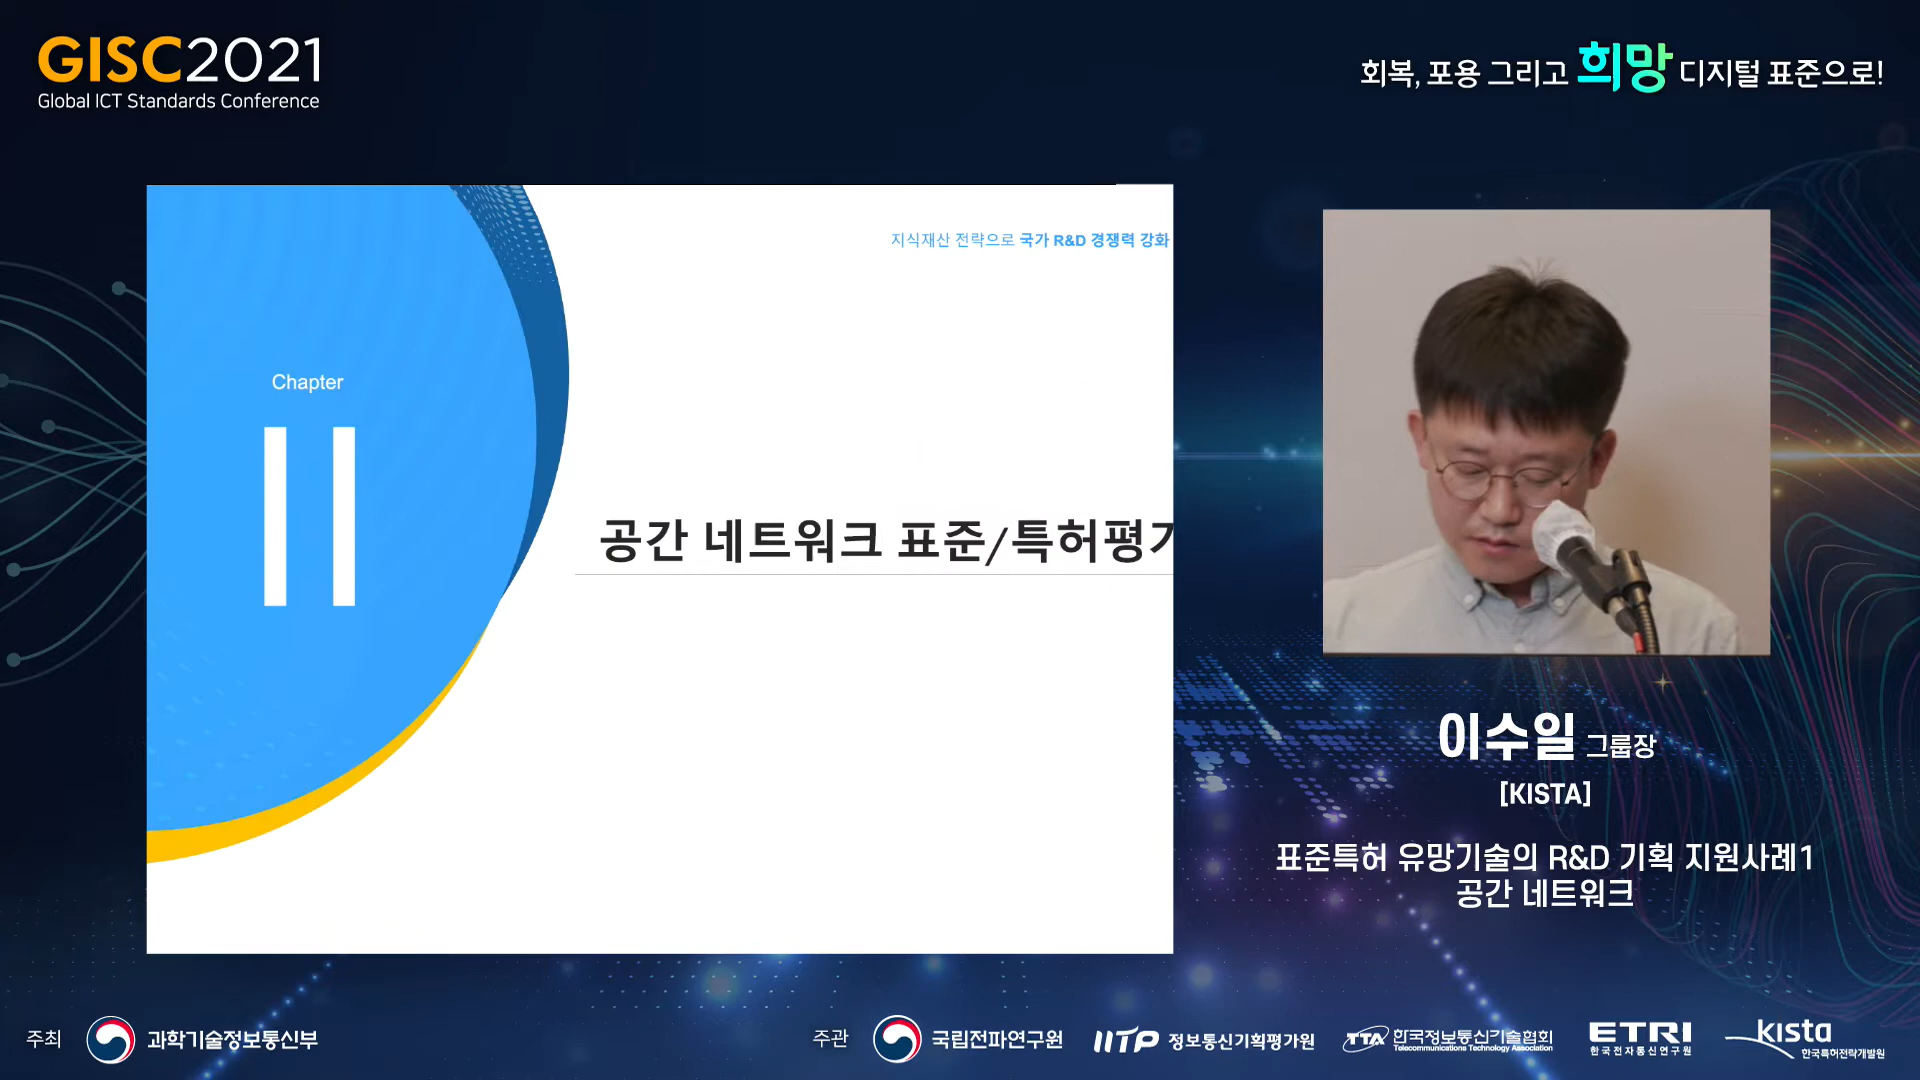 GISC2021
Global ICT Standards Conference
회복, 포용 그리고 희망 디지털 표준으로!
지식재산 전략으로 국가 R&D 경쟁력 강화
Chapter
II
공간 네트워크 표준/특허평가
이수일 그룹장
[KISTA]
표준특허 유망기술의 R&D 기획 지원사례1
공간 네트워크
주최 과학기술정보통신부
주관 국립전파연구원
IITP 정보통신기획평가원
TTA 한국정보통신기술협회
Telecommunications Technology Association
ETRI
한국전자통신연구원
kista
한국특허전략개발원